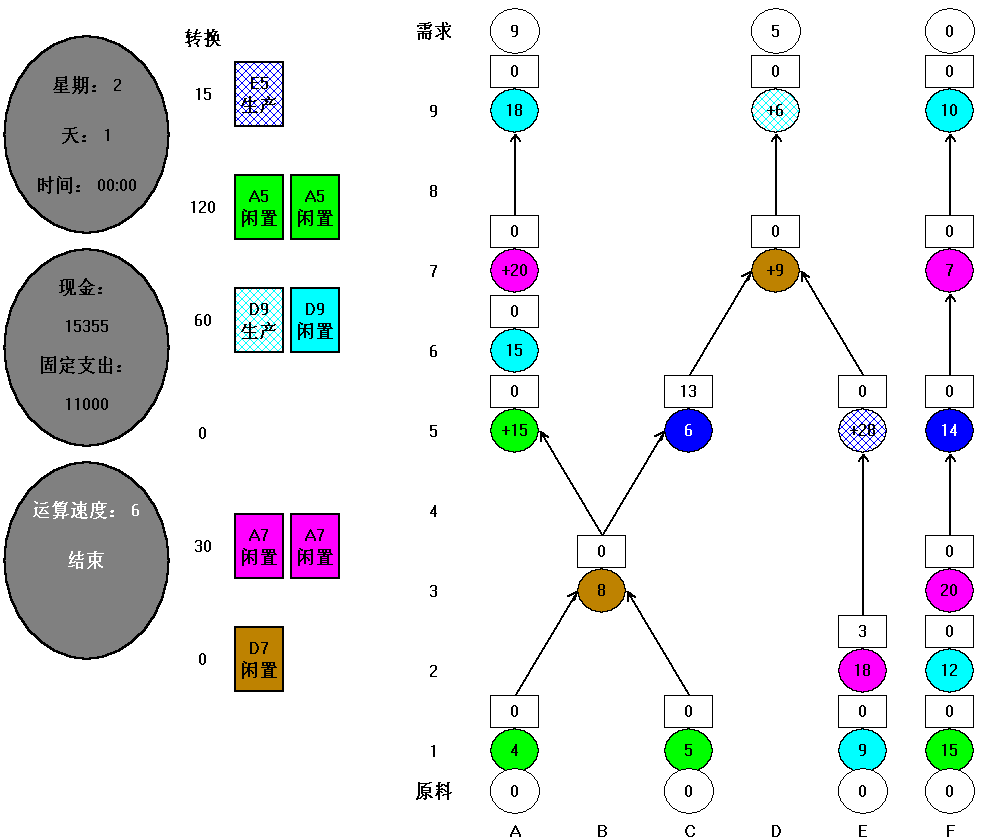 星期: 2
天: 1
时间: 00:00
现金:
15355
固定支出:
11000
运算速度: 6
结束
转换
15
E5
生产
120
A5
闲置
A5
闲置
60
D9
生产
D9
闲置
0
30
A7
闲置
A7
闲置
0
D7
闲置
需求 9 5 0
0 0 0
9 18 +6 10
8
0 0 0
7 +20 +9 7
0
6 15
0 13 0 0
5 +15 6 14
4
0 0
3 8 20
3 0
2 18 12
0 0 0 0
1 4 5 9 15
原料 0 0 0 0
A B C D E F